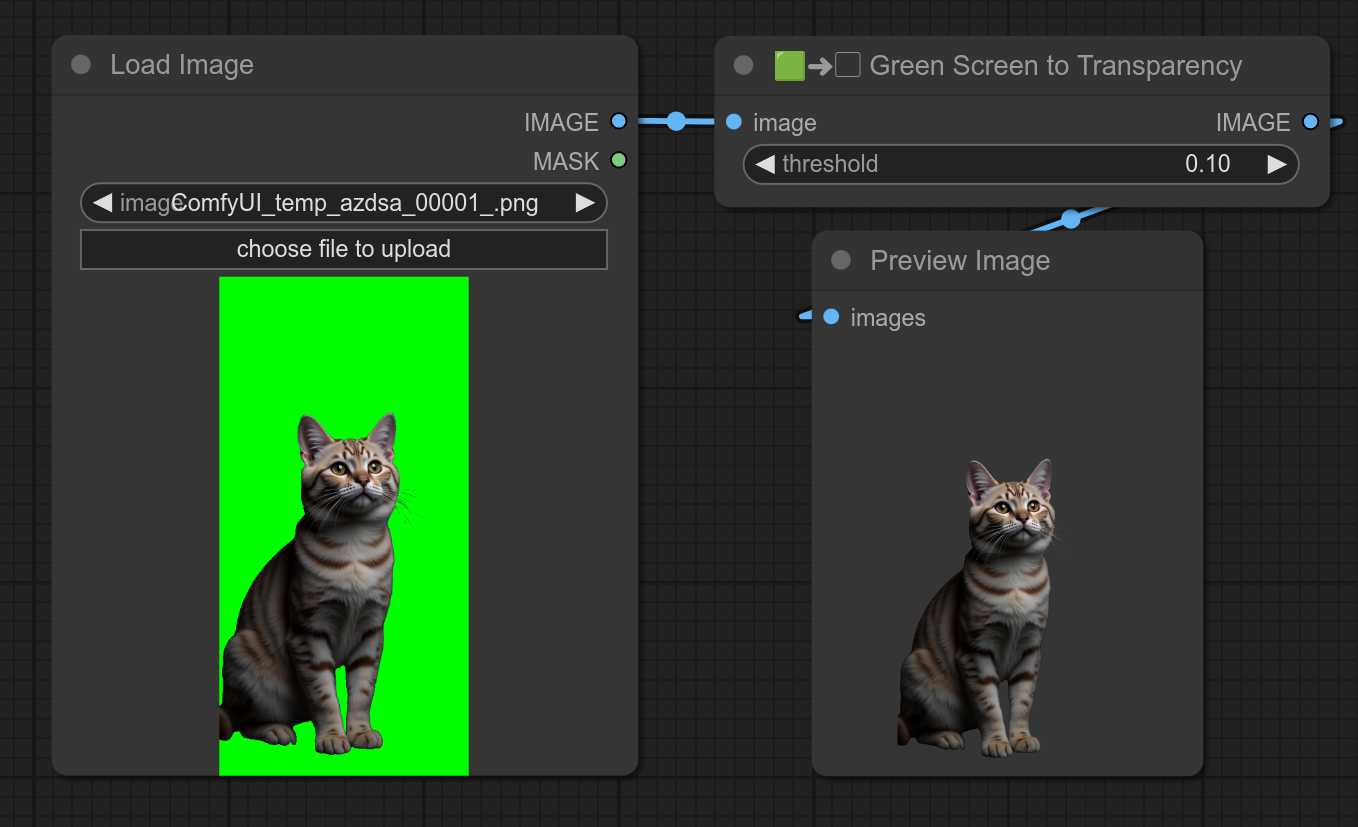 Load Image
IMAGE
MASK
image ComfyUI_temp_azdsa_00001_.png
choose file to upload
🟩➜⬜ Green Screen to Transparency
image IMAGE
threshold 0.10
Preview Image
images